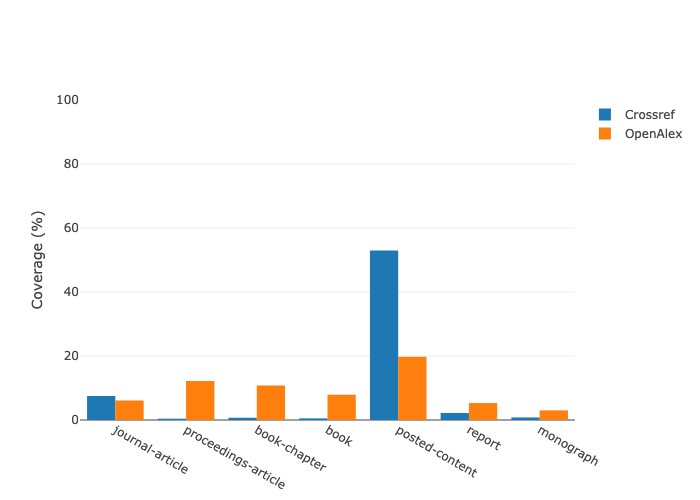 100
80
60
40
20
0
Coverage (%)
journal-article
proceedings-article
book-chapter
book
posted-content
report
monograph
Crossref
OpenAlex